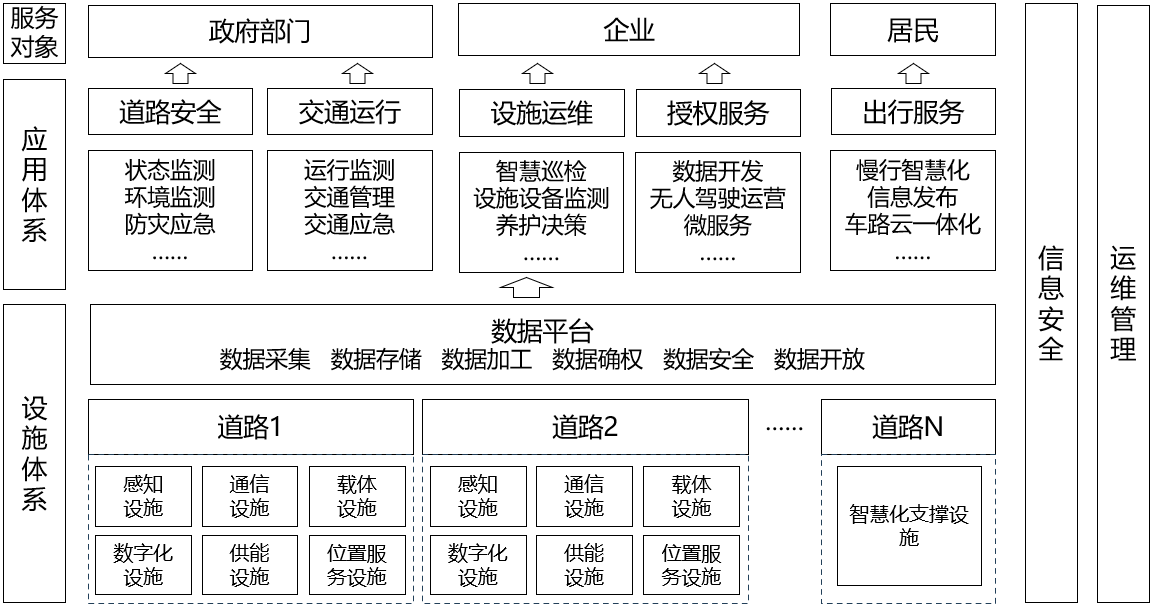 服务
对象
政府部门
企业
居民
应用体系
道路安全
交通运行
设施运维
授权服务
出行服务
状态监测
环境监测
防灾应急
……
运行监测
交通管理
交通应急
……
智慧巡检
设施设备监测
养护决策
……
数据开发
无人驾驶运营
微服务
……
慢行智慧化
信息发布
车路云一体化
……
设施体系
数据平台
数据采集 数据存储 数据加工 数据确权 数据安全 数据开放
道路1
道路2
……
道路N
感知
设施
通信
设施
载体
设施
数字化
设施
供能
设施
位置服
务设施
感知
设施
通信
设施
载体
设施
数字化
设施
供能
设施
位置服
务设施
智慧化支撑设
施
信息安全
运维管理